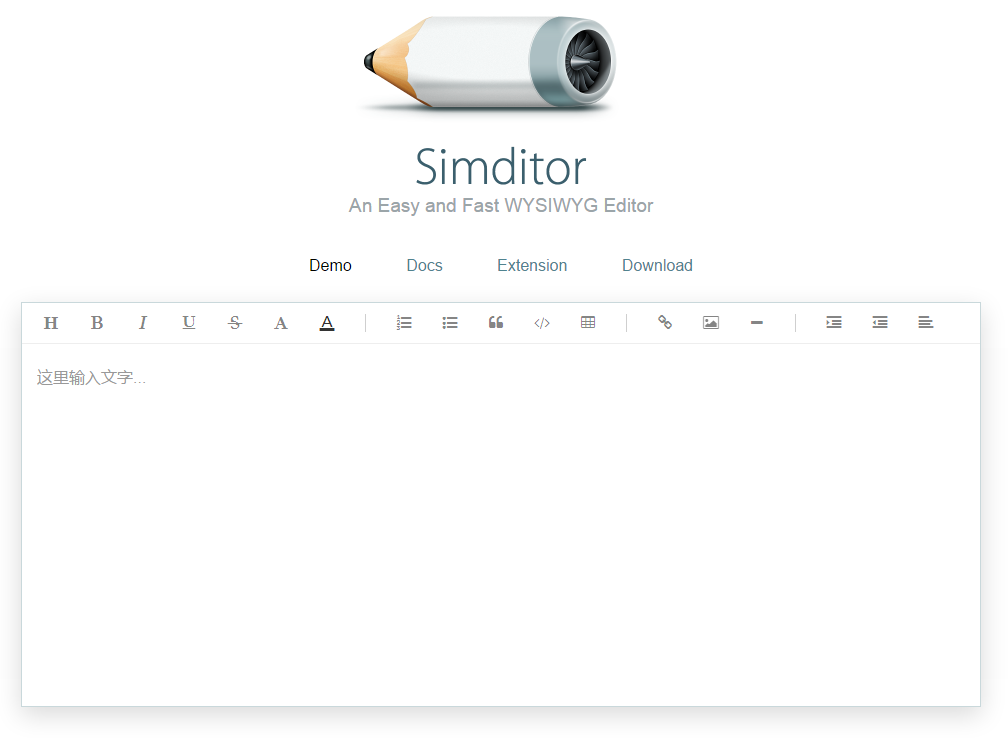 Simditor
An Easy and Fast WYSIWYG Editor
Demo Docs Extension Download
H B I U S A A
这里输入文字...